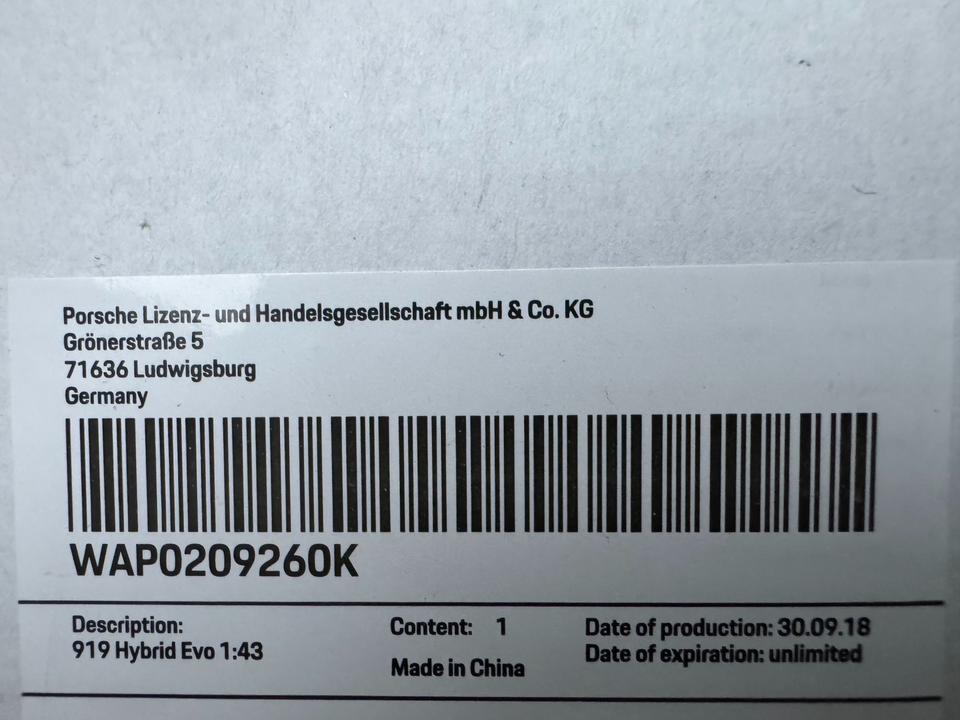 Porsche Lizenz- und Handelsgesellschaft mbH & Co. KG
Grönerstraße 5
71636 Ludwigsburg
Germany
WAP0209260K
Description:
919 Hybrid Evo 1:43
Content: 1
Made in China
Date of production: 30.09.18
Date of expiration: unlimited